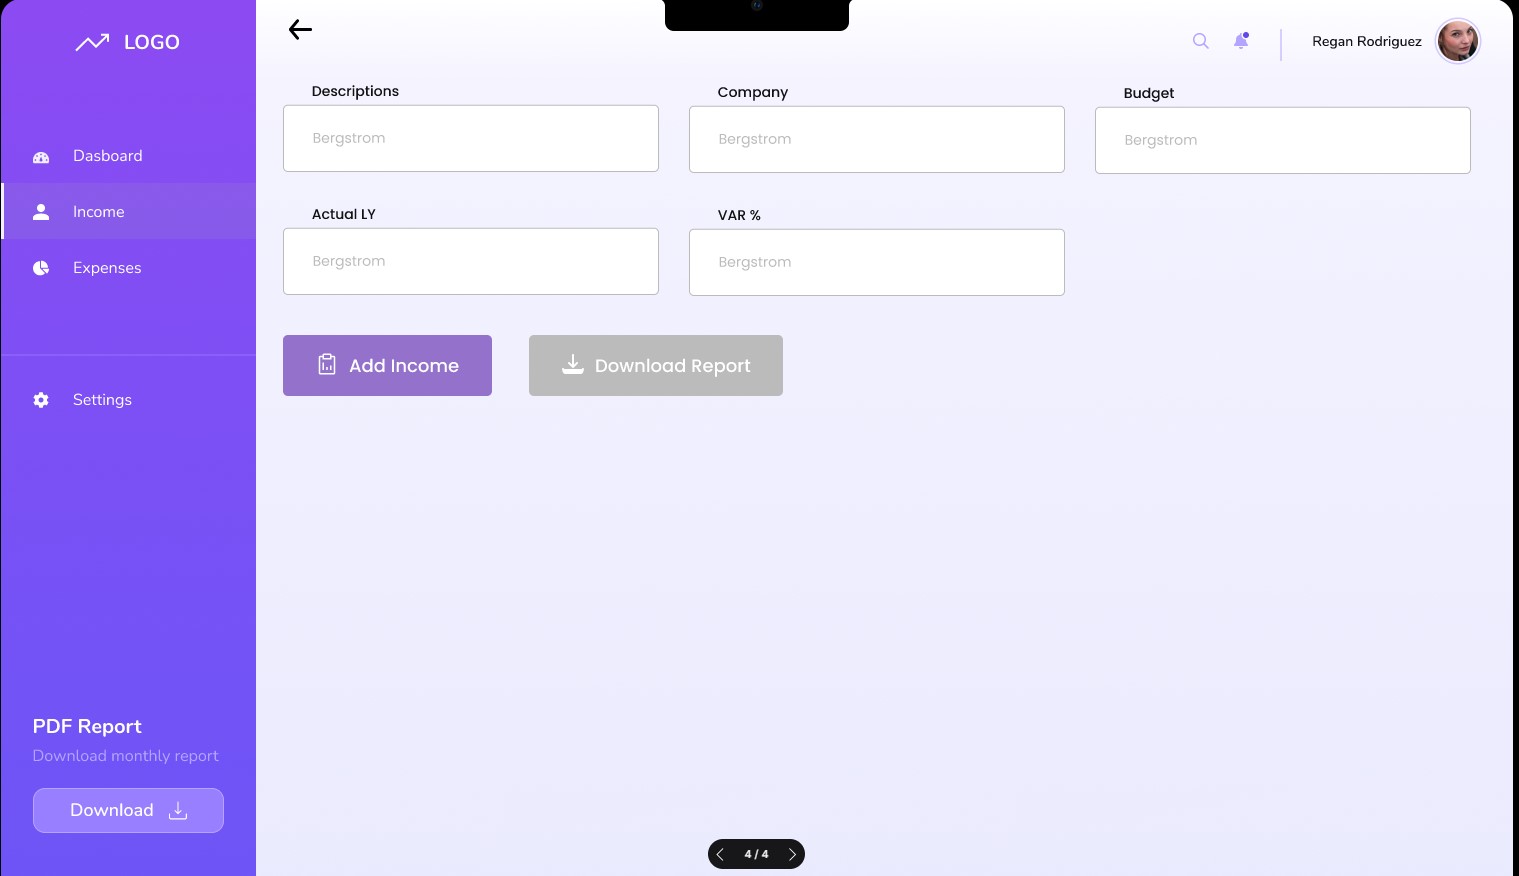 LOGO
Regan Rodriguez
Descriptions
Company
Budget
Bergstrom
Bergstrom
Bergstrom
Dasboard
Income
Expenses
Actual LY
VAR %
Bergstrom
Bergstrom
Add Income
Download Report
Settings
PDF Report
Download monthly report
Download
4 / 4